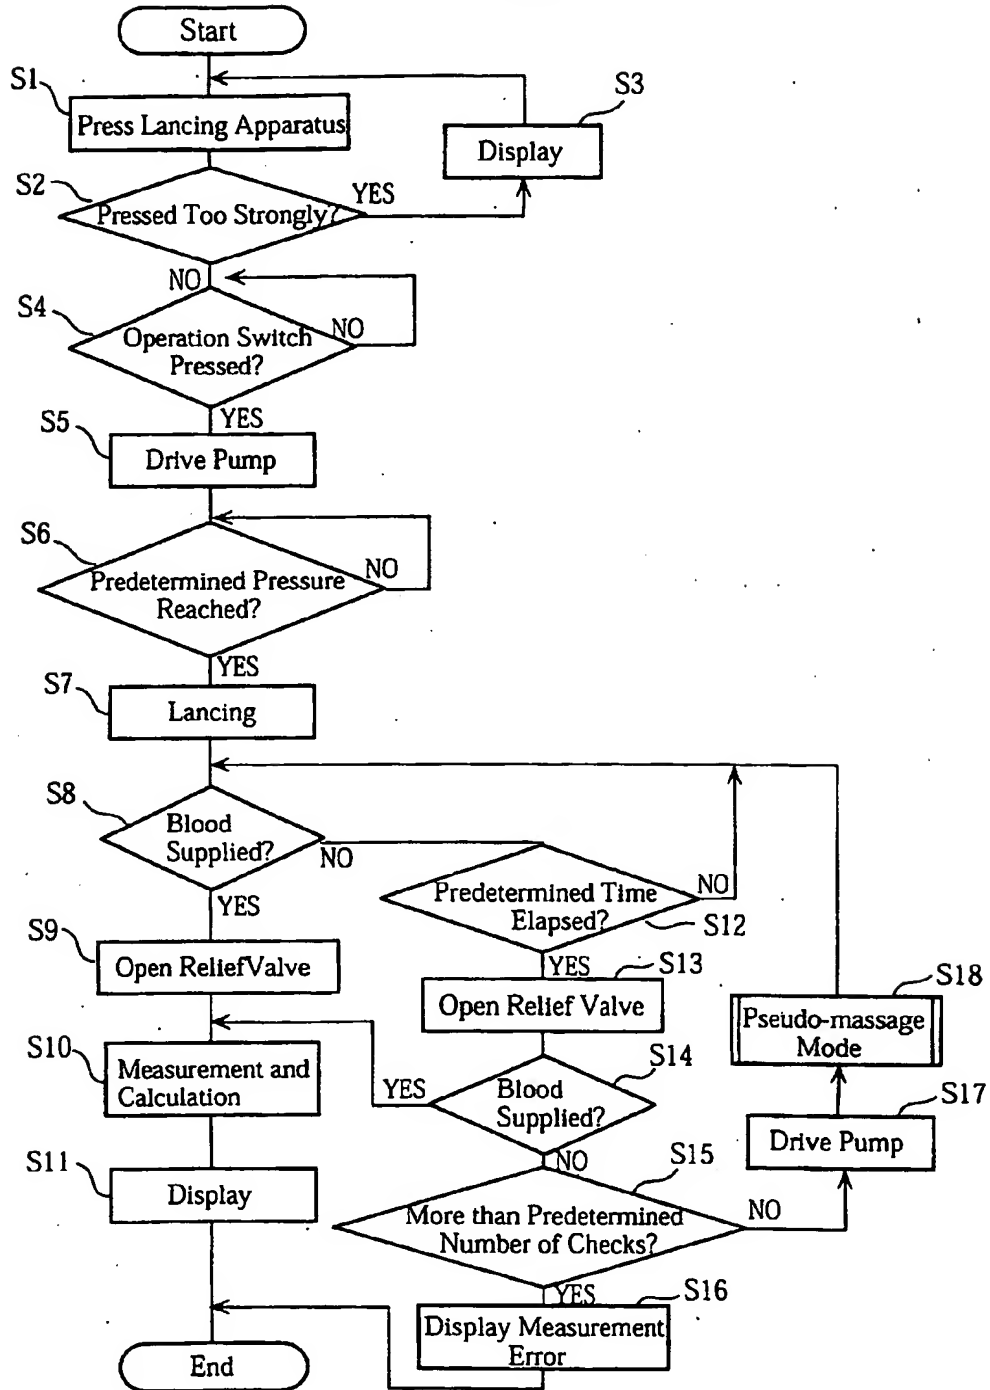 Start
S1
Press Lancing Apparatus
S3
Display
S2
Pressed Too Strongly?
YES
NO
S4
Operation Switch
Pressed?
NO
YES
S5
Drive Pump
S6
Predetermined Pressure
Reached?
NO
YES
S7
Lancing
S8
Blood
Supplied?
NO
YES
Predetermined Time
Elapsed?
NO
S12
YES
S9
Open ReliefValve
S13
Open Relief Valve
S18
Pseudo-massage
Mode
S10
Measurement and
Calculation
YES
S14
Blood
Supplied?
NO
S17
Drive Pump
S11
Display
S15
More than Predetermined
Number of Checks?
NO
YES
S16
Display Measurement
Error
End